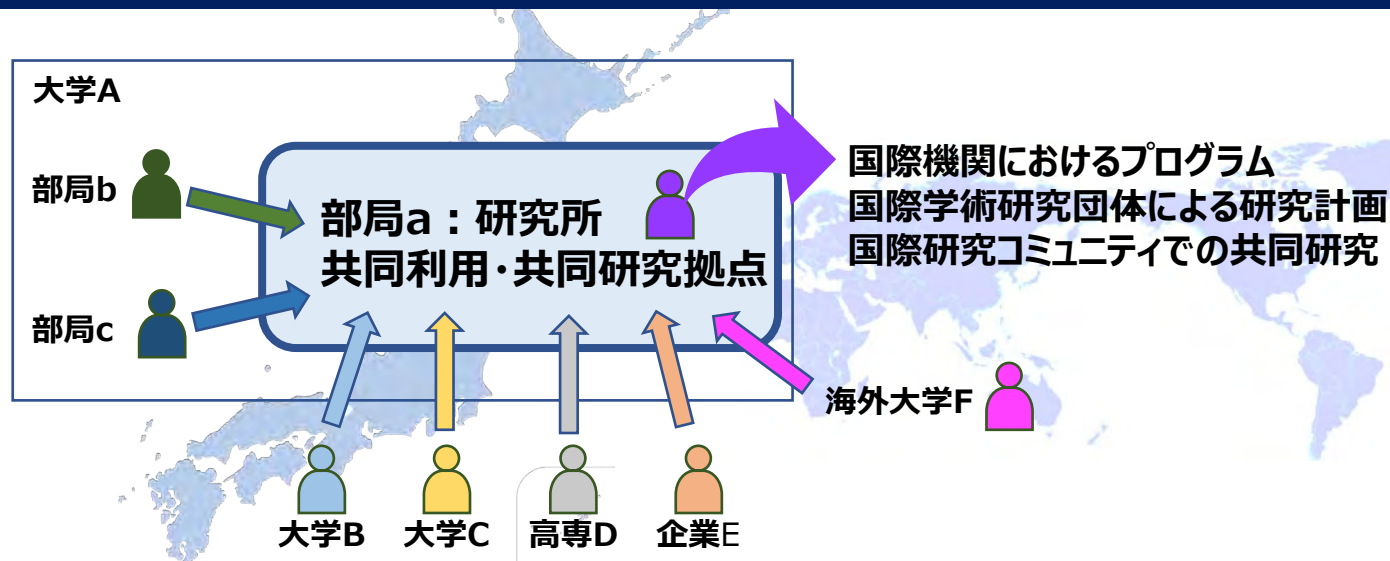 大学A
部局b
部局a：研究所
共同利用・共同研究拠点
国際機関におけるプログラム
国際学術研究団体による研究計画
国際研究コミュニティでの共同研究
部局c
海外大学F
大学B
大学C
高専D
企業E